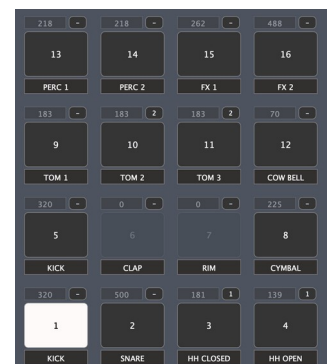 218 - 218 - 262 - 488 -
13 14 15 16
PERC 1 PERC 2 FX 1 FX 2
183 - 183 2 183 2 70 -
9 10 11 12
TOM 1 TOM 2 TOM 3 COW BELL
320 - 0 - 0 - 225 -
5 6 7 8
KICK CLAP RIM CYMBAL
320 - 500 - 181 1 139 1
1 2 3 4
KICK SNARE HH CLOSED HH OPEN